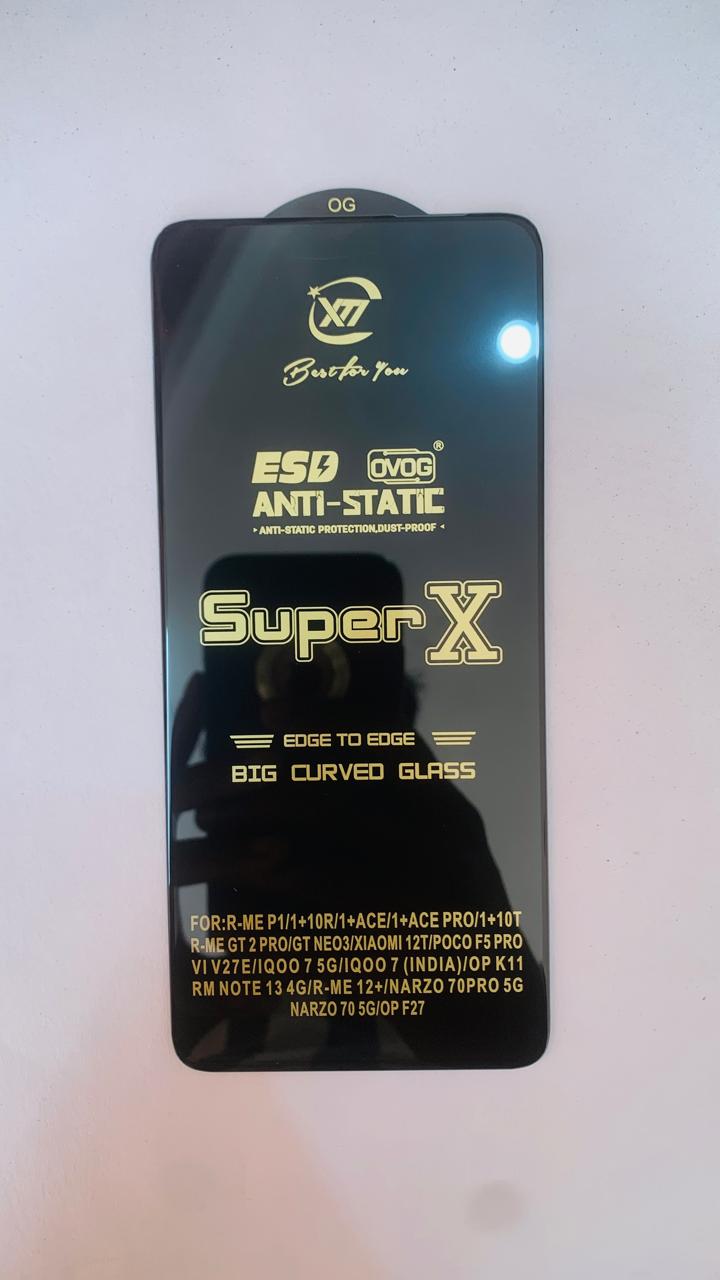 OG
XTT
Best for You
ESD OVOG®
ANTI-STATIC
ANTI-STATIC PROTECTION,DUST-PROOF
Super X
EDGE TO EDGE
BIG CURVED GLASS
FOR:R-ME P1/1+10R/1+ACE/1+ACE PRO/1+10T
R-ME GT 2 PRO/GT NEO3/XIAOMI 12T/POCO F5 PRO
VI V27E/IQOO 7 5G/IQOO 7 (INDIA)/OP K11
RM NOTE 13 4G/R-ME 12+/NARZO 70PRO 5G
NARZO 70 5G/OP F27